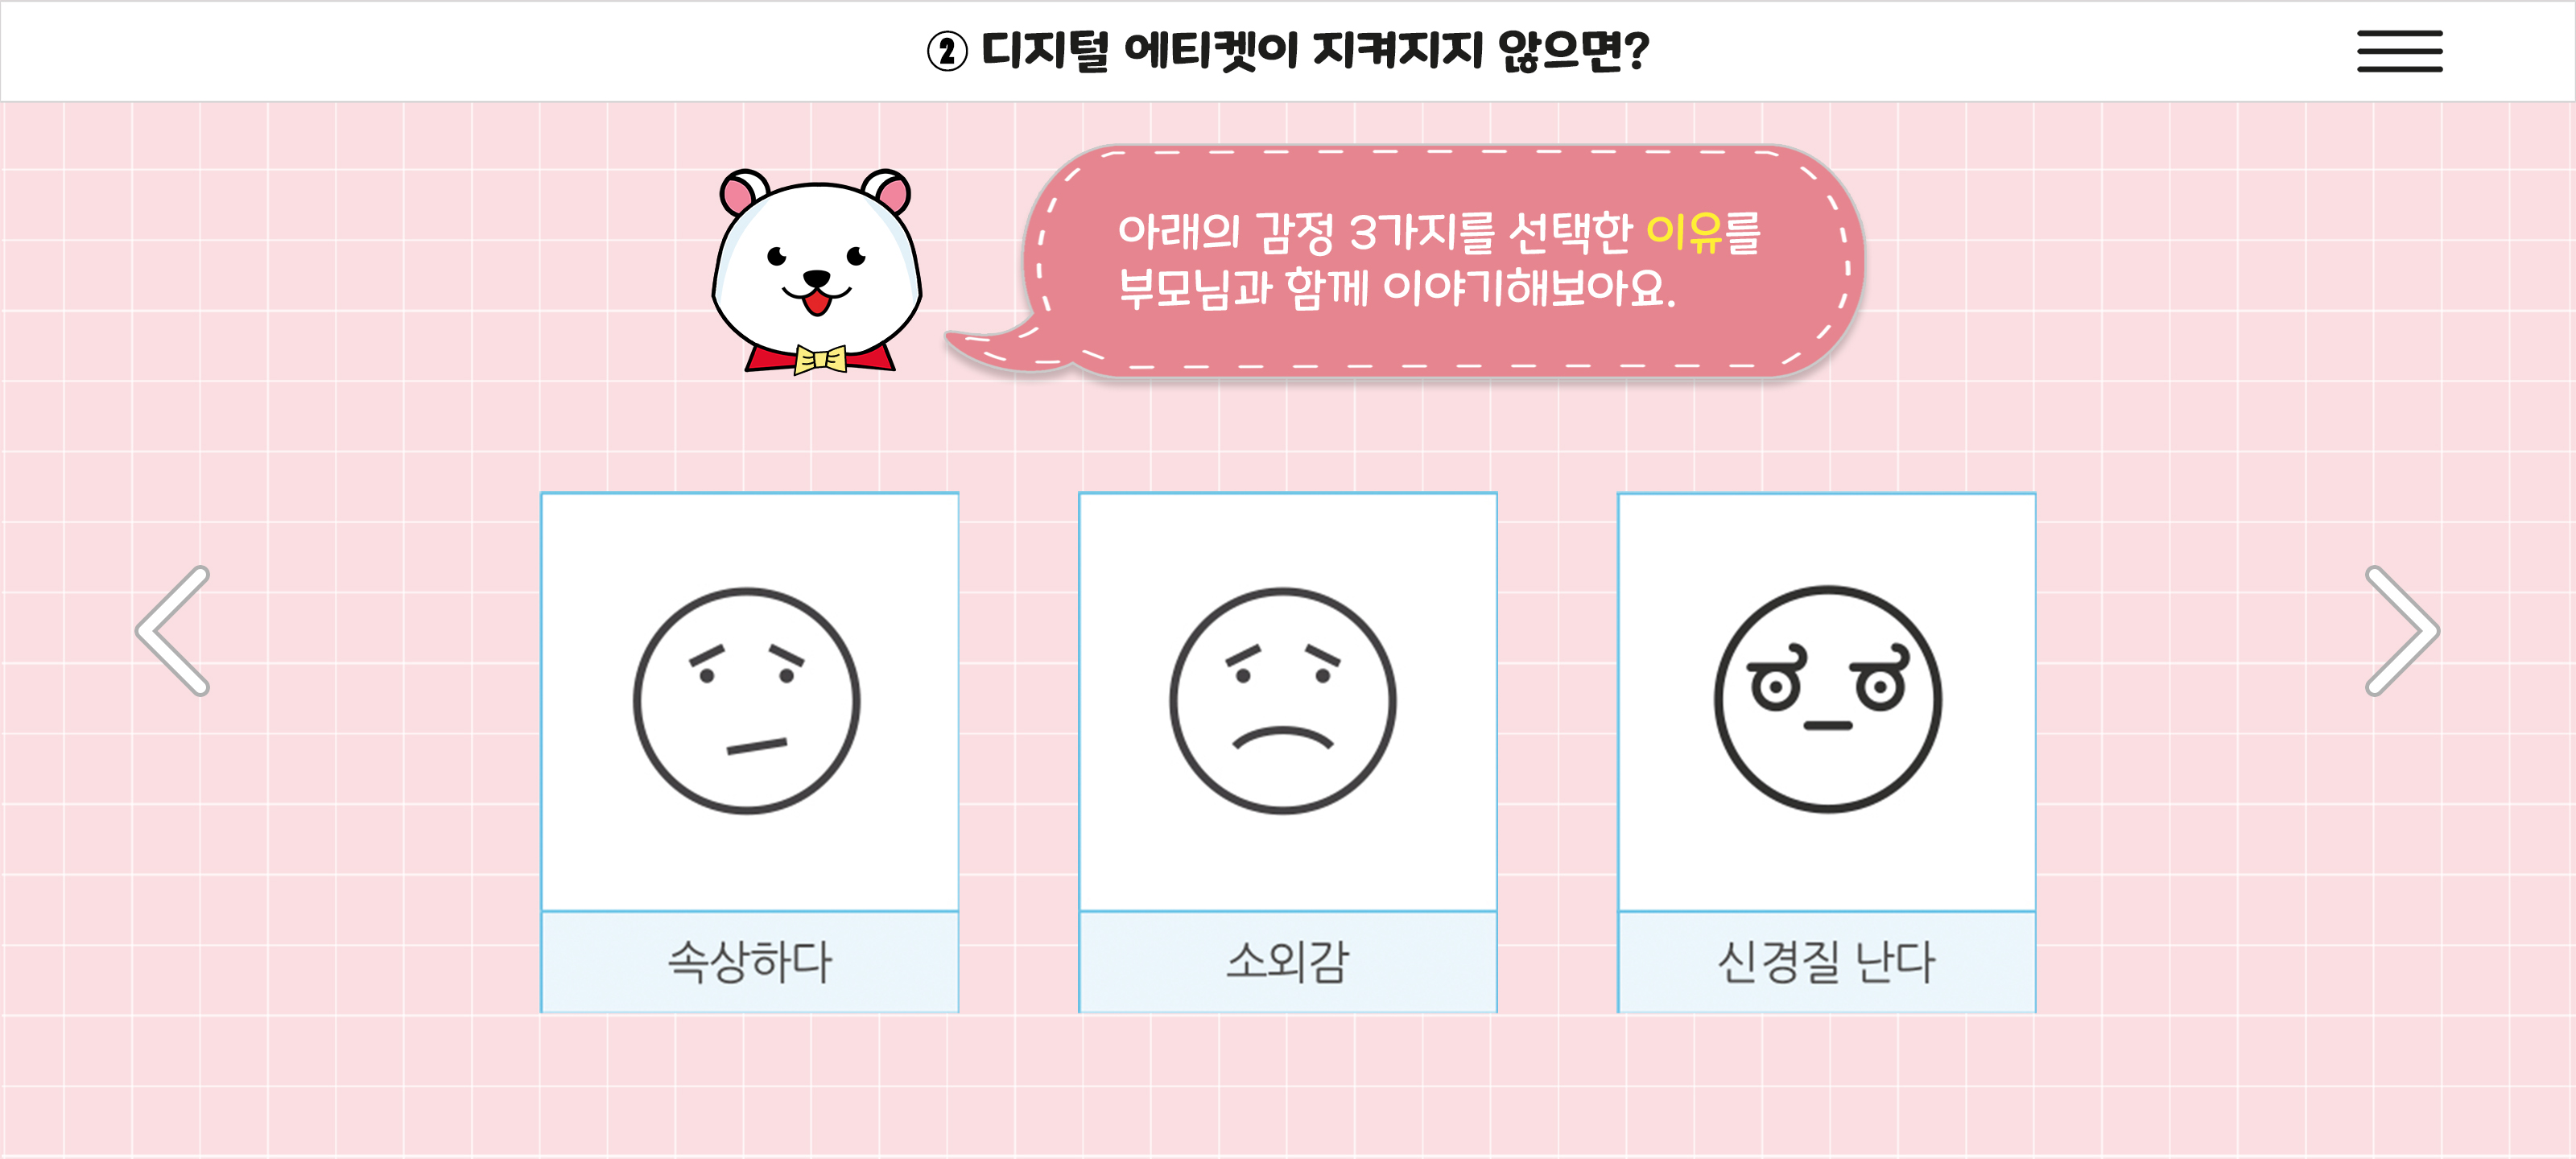 ② 디지털 에티켓이 지켜지지 않으면?
아래의 감정 3가지를 선택한 이유를
부모님과 함께 이야기해보아요.
속상하다
소외감
신경질 난다